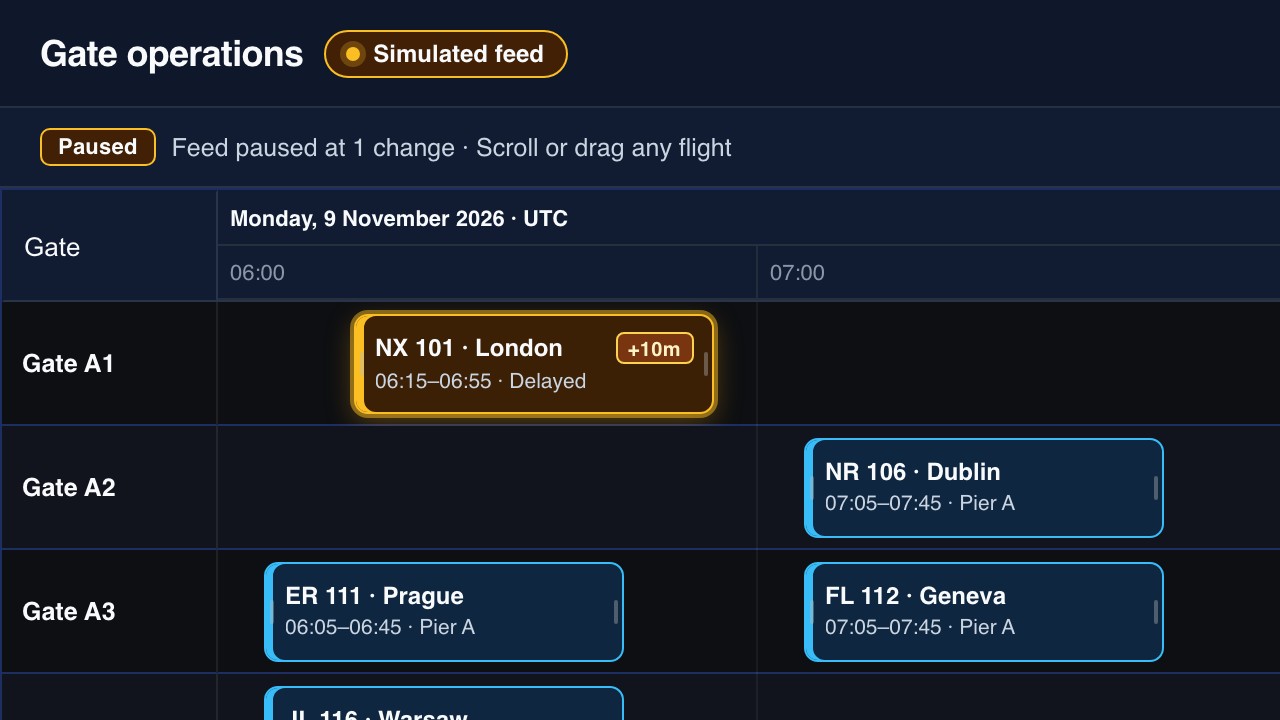 Gate operations
Simulated feed
Paused
Feed paused at 1 change · Scroll or drag any flight
Gate
Monday, 9 November 2026 · UTC
06:00
07:00
Gate A1
NX 101 · London
+10m
06:15–06:55 · Delayed
Gate A2
NR 106 · Dublin
07:05–07:45 · Pier A
Gate A3
ER 111 · Prague
06:05–06:45 · Pier A
FL 112 · Geneva
07:05–07:45 · Pier A
116 · Warsaw